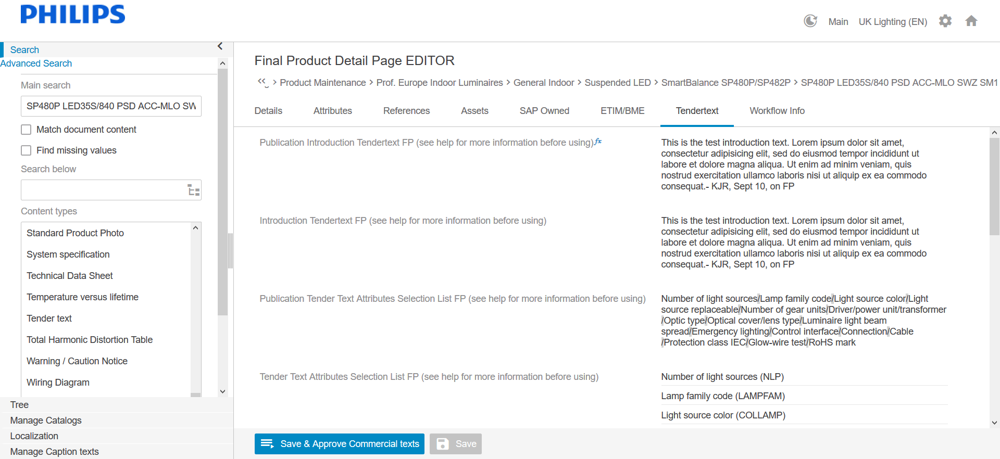 PHILIPS
Main UK Lighting (EN)
Search
Advanced Search
Main search
SP480P LED35S/840 PSD ACC-MLO SW
Match document content
Find missing values
Search below
Content types
Standard Product Photo
System specification
Technical Data Sheet
Temperature versus lifetime
Tender text
Total Harmonic Distortion Table
Warning / Caution Notice
Wiring Diagram
Tree
Manage Catalogs
Localization
Manage Caption texts
Final Product Detail Page EDITOR
Product Maintenance > Prof. Europe Indoor Luminaires > General Indoor > Suspended LED > SmartBalance SP480P/SP482P > SP480P LED35S/840 PSD ACC-MLO SWZ SM1
Details Attributes References Assets SAP Owned ETIM/BME Tendertext Workflow Info
Publication Introduction Tendertext FP (see help for more information before using)fx
This is the test introduction text. Lorem ipsum dolor sit amet,
consectetur adipisicing elit, sed do eiusmod tempor incididunt ut
labore et dolore magna aliqua. Ut enim ad minim veniam, quis
nostrud exercitation ullamco laboris nisi ut aliquip ex ea commodo
consequat.- KJR, Sept 10, on FP
Introduction Tendertext FP (see help for more information before using)
This is the test introduction text. Lorem ipsum dolor sit amet,
consectetur adipisicing elit, sed do eiusmod tempor incididunt ut
labore et dolore magna aliqua. Ut enim ad minim veniam, quis
nostrud exercitation ullamco laboris nisi ut aliquip ex ea commodo
consequat.- KJR, Sept 10, on FP
Publication Tender Text Attributes Selection List FP (see help for more information before using)
Number of light sources/Lamp family code/Light source color/Light
source replaceable/Number of gear units/Driver/power unit/transformer
/Optic type/Optical cover/lens type/Luminaire light beam
spread/Emergency lighting/Control interface/Connection/Cable
/Protection class IEC/Glow-wire test/RoHS mark
Tender Text Attributes Selection List FP (see help for more information before using)
Number of light sources (NLP)
Lamp family code (LAMPFAM)
Light source color (COLLAMP)
Save & Approve Commercial texts
Save